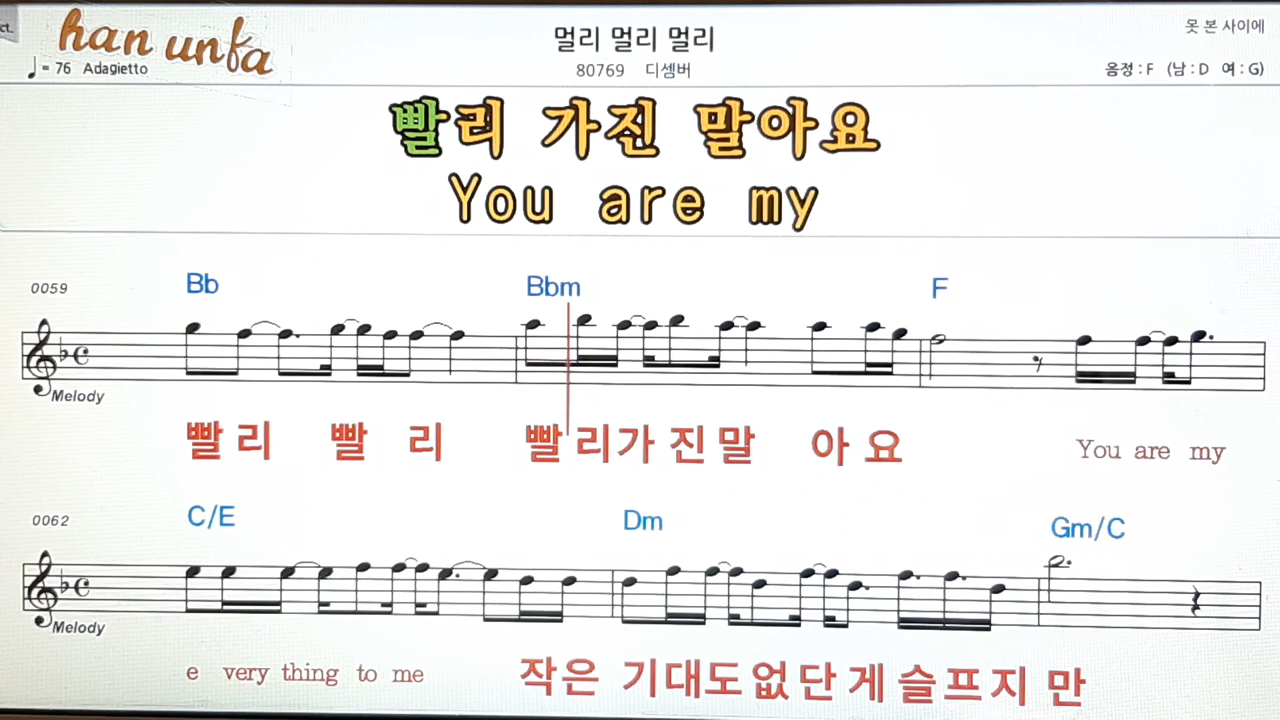 ct.
han unka
멀리 멀리 멀리
못 본 사이에
♩= 76 Adagietto
80769 디셈버
음정 : F (남 : D 여 : G)
빨리 가진 말아요
You are my
0059
Bb Bbm F
Melody
빨 리 빨 리 빨 리가 진말 아 요 You are my
0062
C/E Dm Gm/C
Melody
e very thing to me 작은 기대도없단게슬프지 만